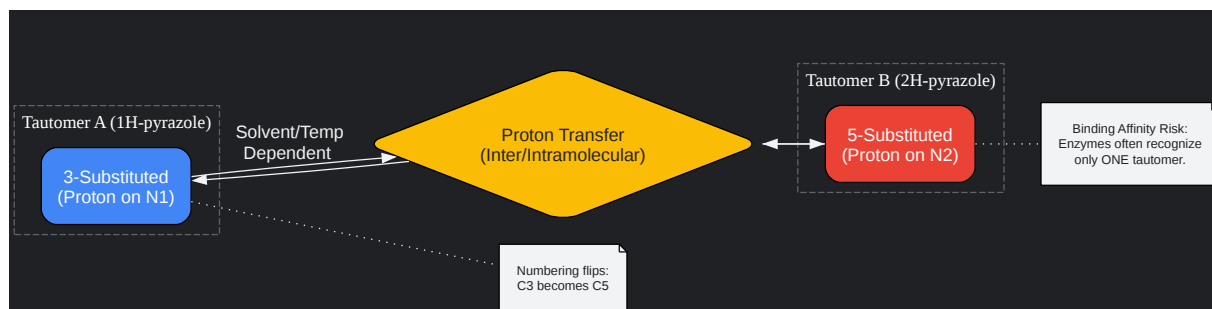 Tautomer A (1H-pyrazole)
3-Substituted
(Proton on N1)
Solvent/Temp
Dependent
Proton Transfer
(Inter/Intramolecular)
Tautomer B (2H-pyrazole)
5-Substituted
(Proton on N2)
Binding Affinity Risk:
Enzymes often recognize
only ONE tautomer.
Numbering flips:
C3 becomes C5